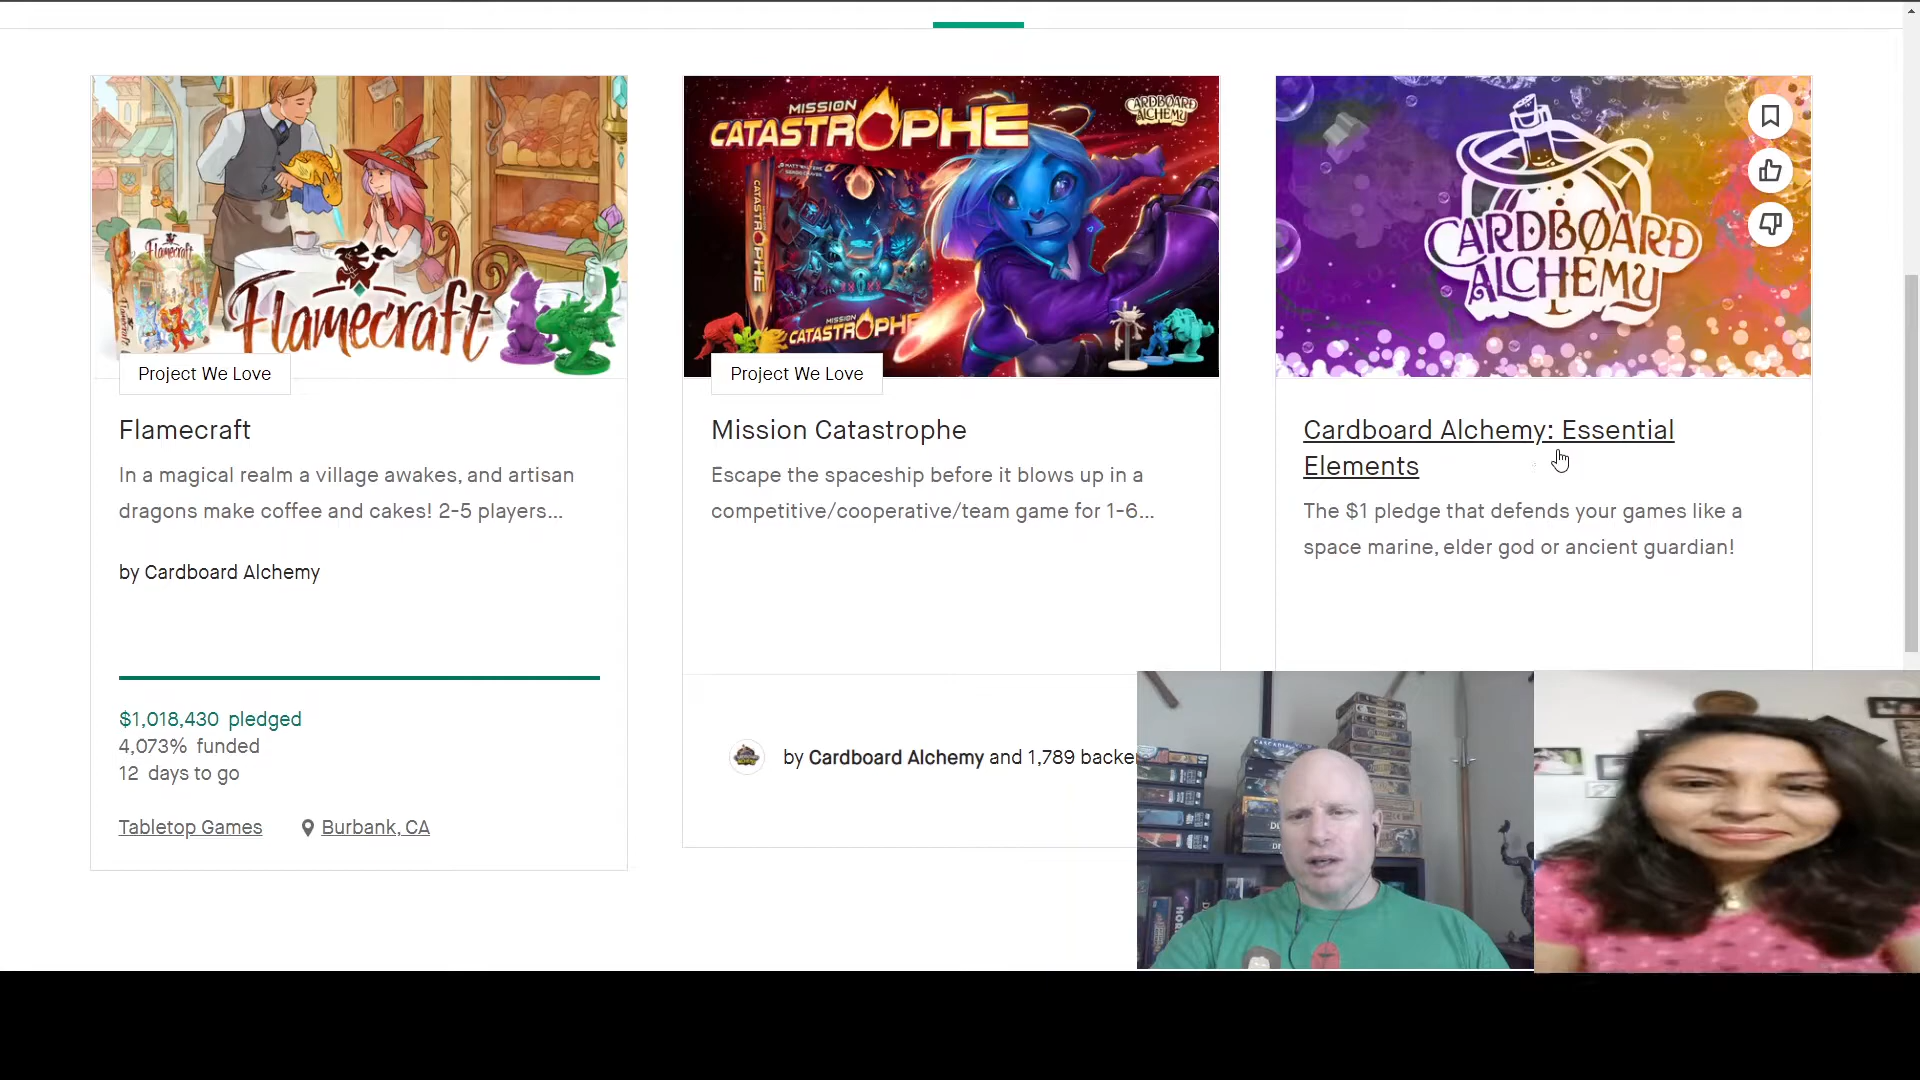 Flamecraft
Flamecraft
Project We Love
Flamecraft
In a magical realm a village awakes, and artisan
dragons make coffee and cakes! 2-5 players...
by Cardboard Alchemy
$1,018,430 pledged
4,073% funded
12 days to go
Tabletop Games
Burbank, CA
MISSION
CATASTROPHE
CARDBOARD
ALCHEMY
CATASTROPHE
MISSION
CATASTROPHE
Project We Love
Mission Catastrophe
Escape the spaceship before it blows up in a
competitive/cooperative/team game for 1-6...
by Cardboard Alchemy and 1,789 backe
CARDBOARD
ALCHEMY
Cardboard Alchemy: Essential
Elements
The $1 pledge that defends your games like a
space marine, elder god or ancient guardian!